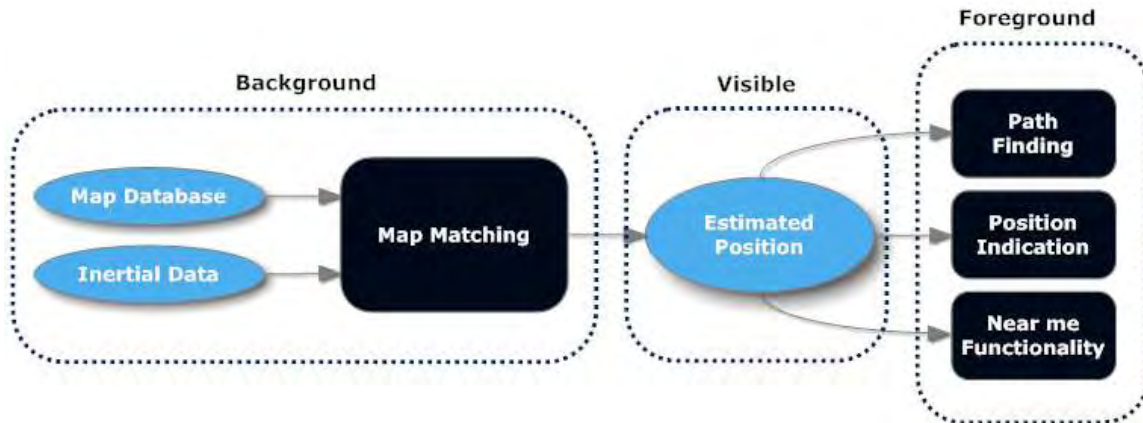 Foreground
Background
Visible
Path
Finding
Map Database
Map Matching
Estimated
Position
Position
Indication
Inertial Data
Near me
Functionality